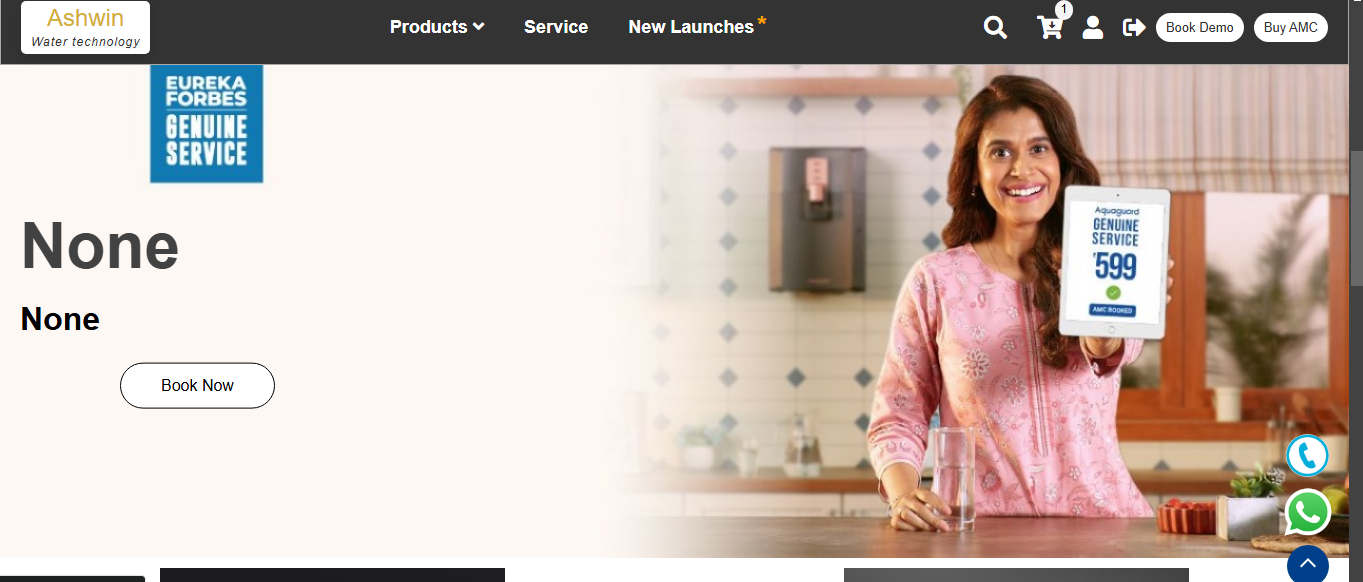 Ashwin
Water technology
Products
Service
New Launches*
1
Book Demo
Buy AMC
EUREKA
FORBES
GENUINE
SERVICE
None
None
Book Now
Aquaguard
GENUINE
SERVICE
₹599
AMC BOOKED